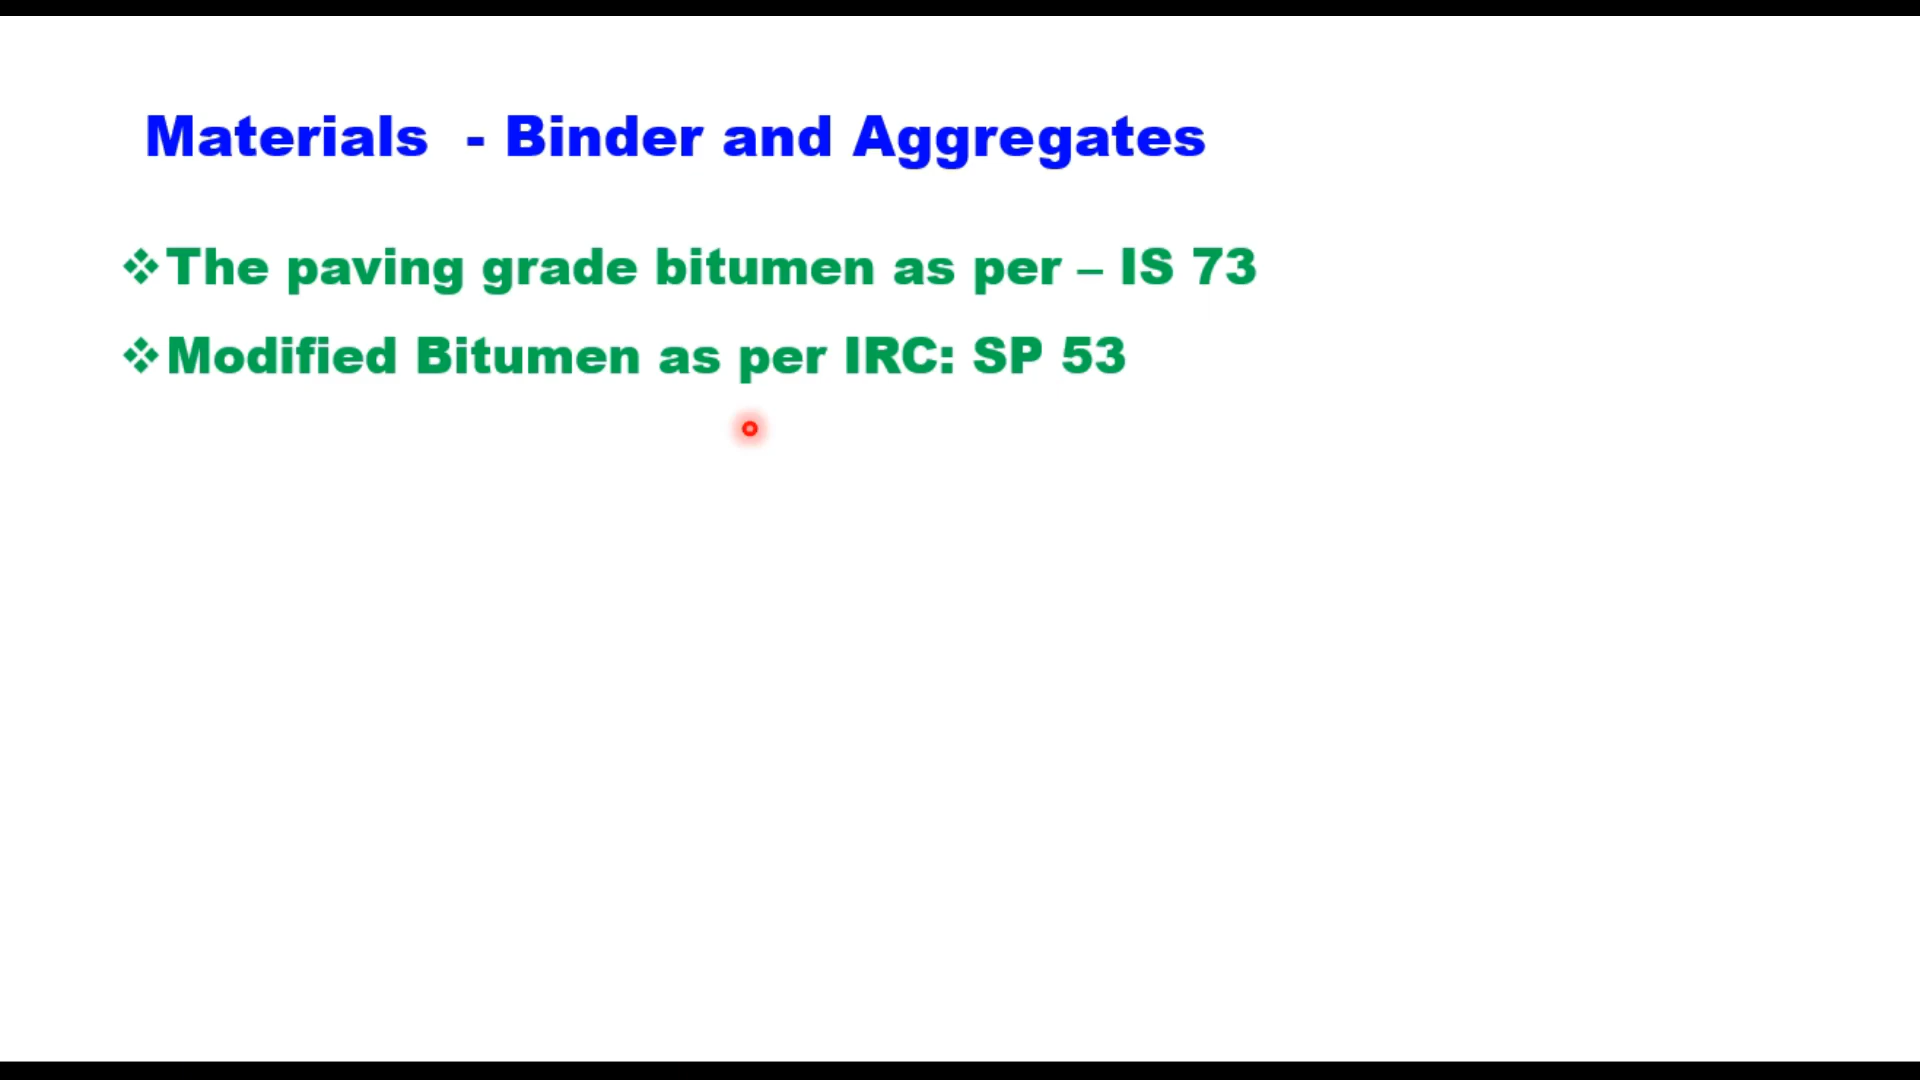 Materials  - Binder and Aggregates
❖The paving grade bitumen as per – IS 73
❖Modified Bitumen as per IRC: SP 53